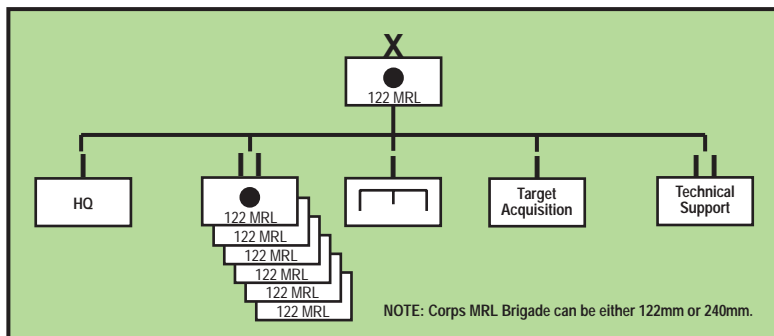 X
122 MRL
HQ
122 MRL
122 MRL
122 MRL
122 MRL
122 MRL
122 MRL
Target
Acquisition
Technical
Support
NOTE: Corps MRL Brigade can be either 122mm or 240mm.